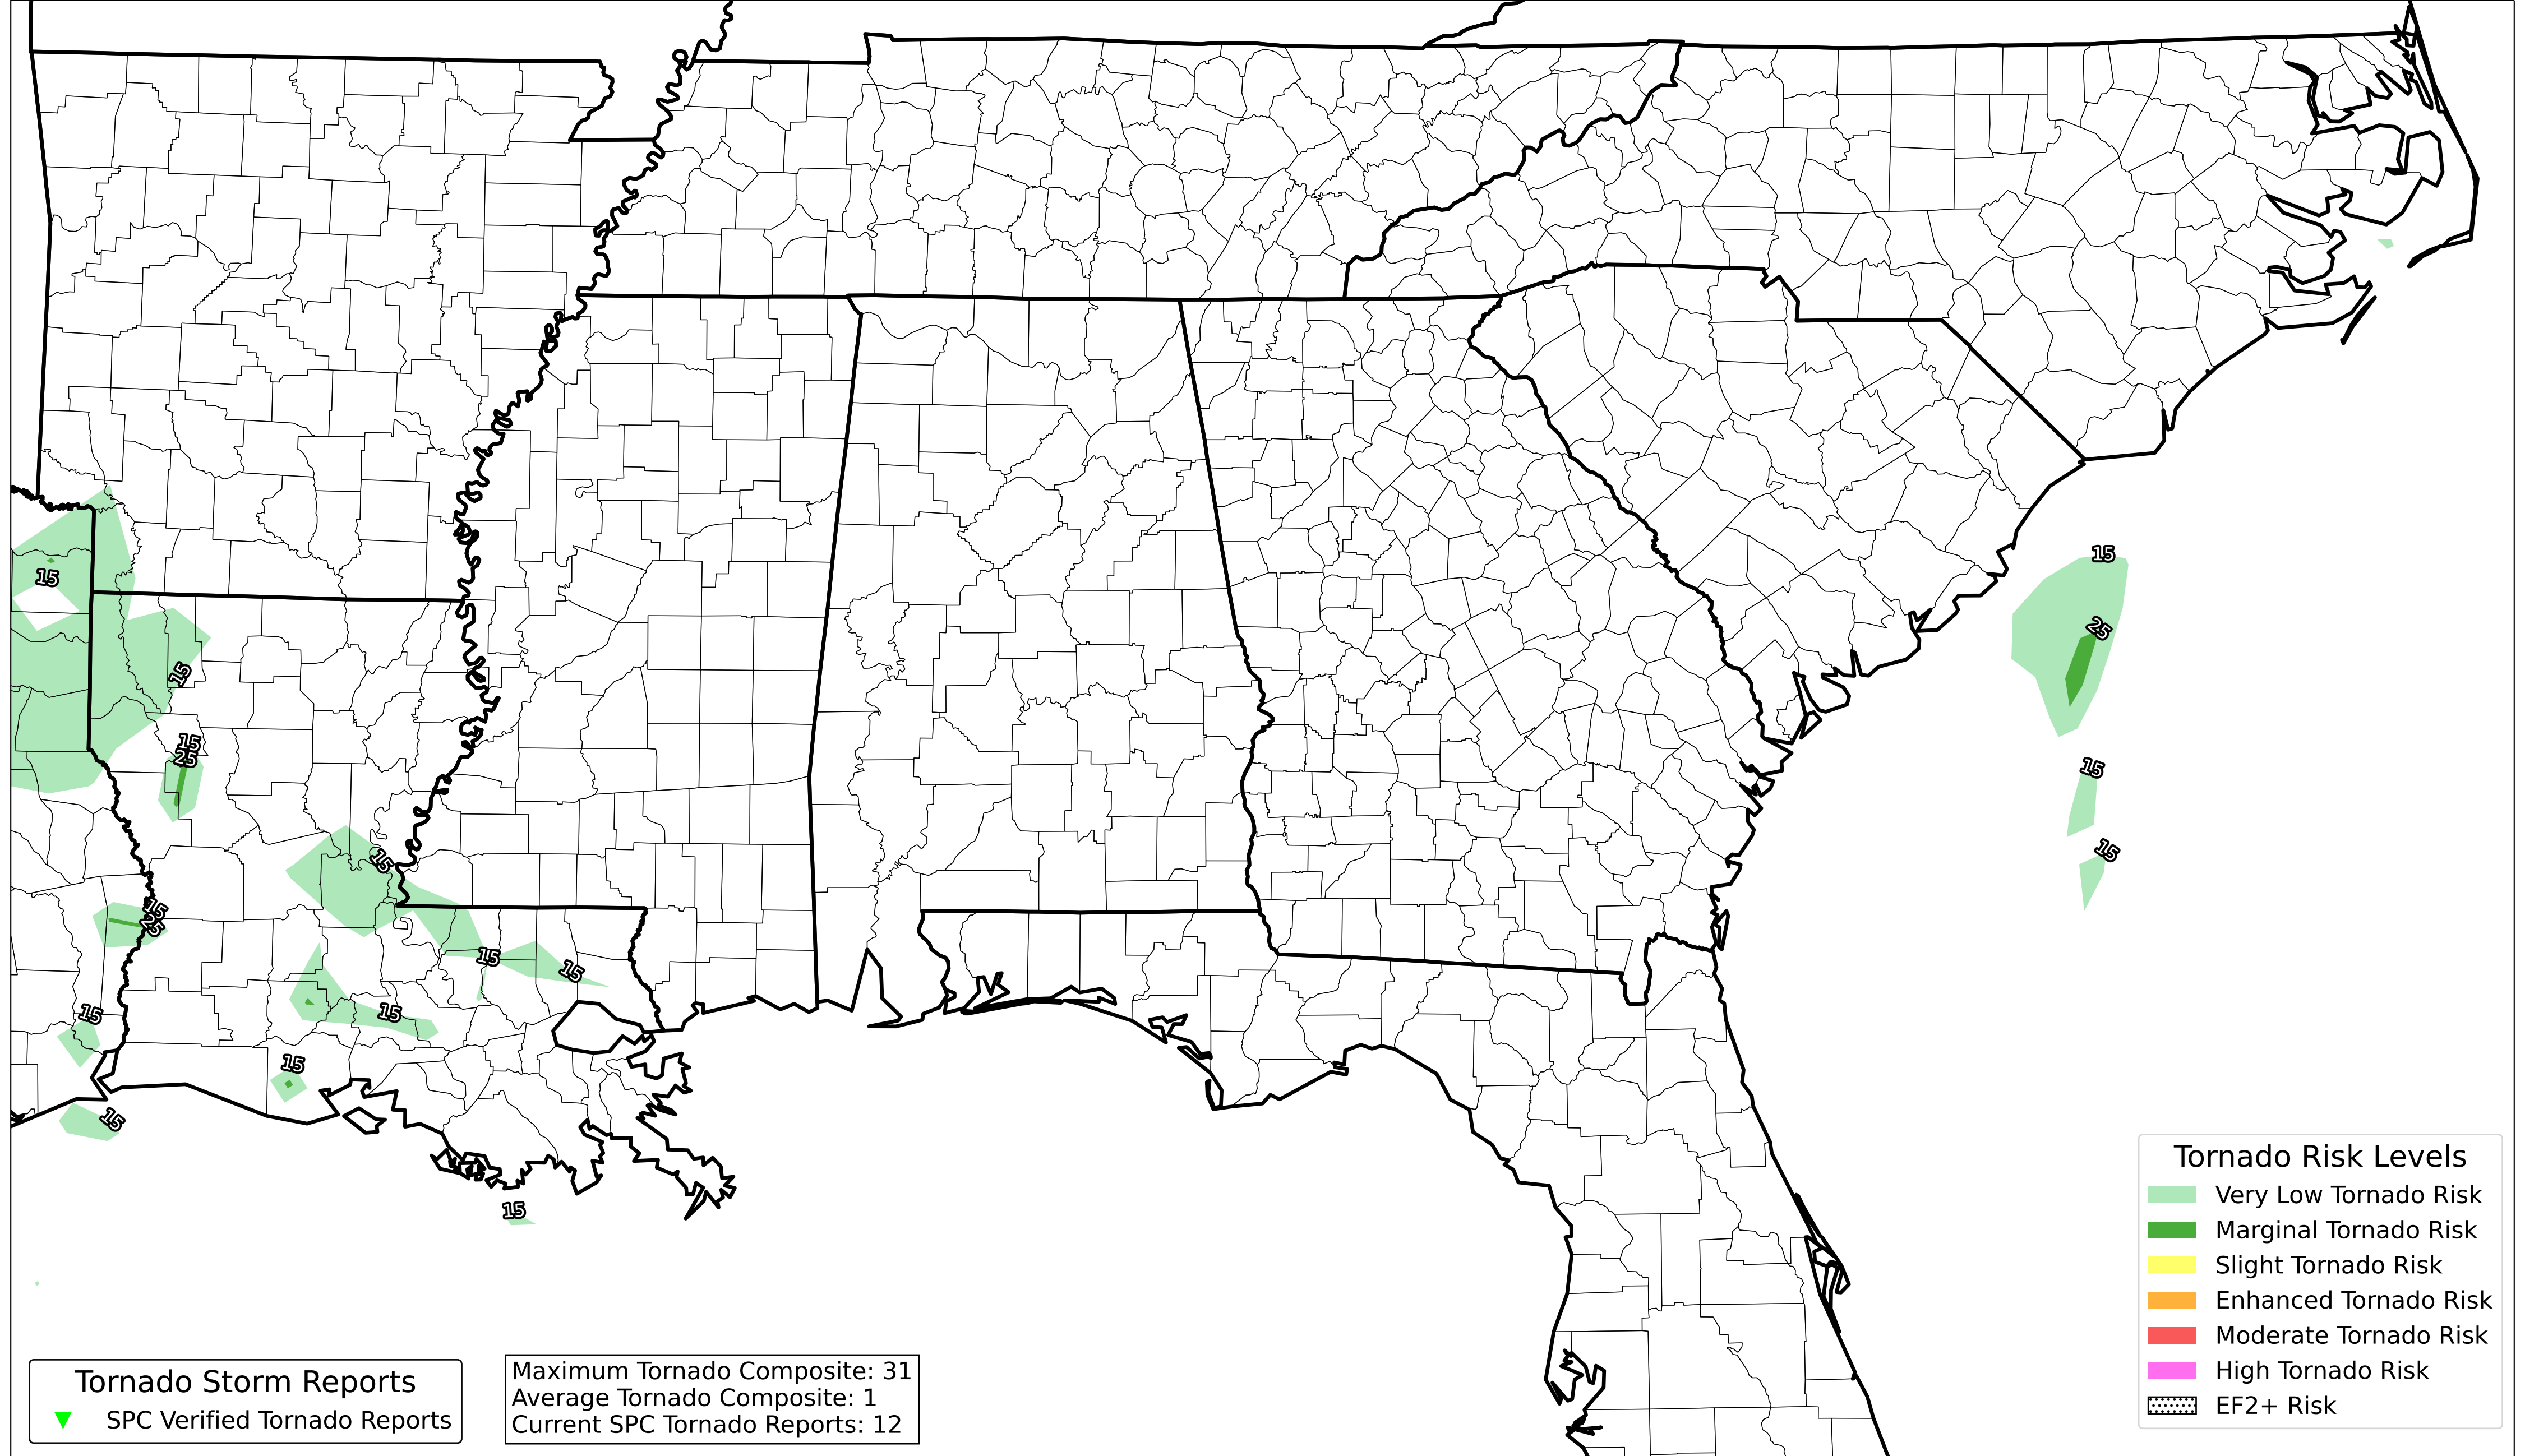 15
15
25
15
15
15
25
15
15
25
15
15
15
15
15
15
15
15
15
Tornado Risk Levels
Very Low Tornado Risk
Marginal Tornado Risk
Slight Tornado Risk
Enhanced Tornado Risk
Moderate Tornado Risk
High Tornado Risk
EF2+ Risk
Tornado Storm Reports
SPC Verified Tornado Reports
Maximum Tornado Composite: 31
Average Tornado Composite: 1
Current SPC Tornado Reports: 12